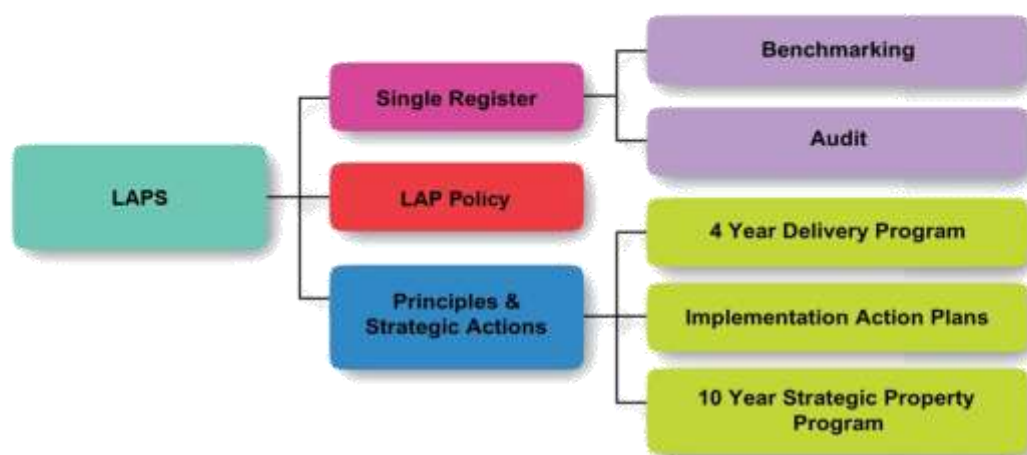 LAPS
Single Register
LAP Policy
Principles &
Strategic Actions
Benchmarking
Audit
4 Year Delivery Program
Implementation Action Plans
10 Year Strategic Property
Program